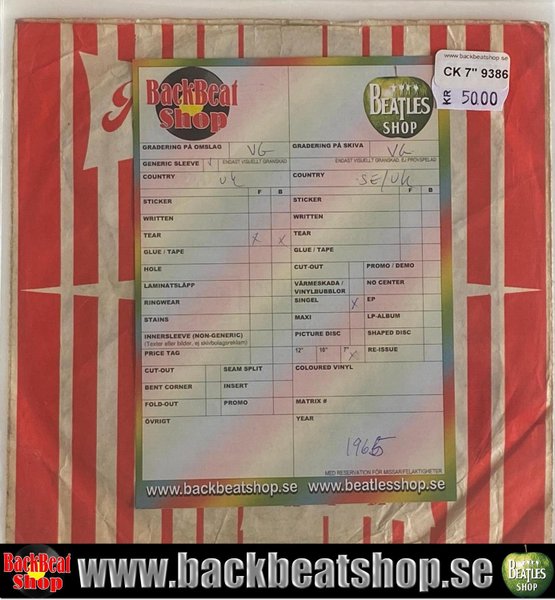 www.backbeatshop.se
CK 7" 9386
KR 5000
BackBeat
Shop
BEATLES
SHOP
GRADERING PÅ OMSLAG VG
GRADERING PÅ SKIVA VG
GENERIC SLEEVE
ENDAST VISUELLT GRANSKAD
ENDAST VISUELLT GRANSKAD, EJ PROVSPELAD
COUNTRY UK
COUNTRY SE/UK
F B
F B
STICKER
STICKER
WRITTEN
WRITTEN
TEAR x x
TEAR
GLUE / TAPE
GLUE / TAPE
HOLE
CUT-OUT
PROMO / DEMO
LAMINATSLÄPP
VÄRMESKADA /
VINYLBUBBLOR
NO CENTER
RINGWEAR
SINGEL x
EP
STAINS
MAXI
LP-ALBUM
INNERSLEEVE (NON-GENERIC)
(Texter eller bilder, ej skivbolagsreklam)
PICTURE DISC
SHAPED DISC
PRICE TAG
12" 10" 7" x
RE-ISSUE
CUT-OUT
SEAM SPLIT
COLOURED VINYL
BENT CORNER
INSERT
FOLD-OUT
PROMO
MATRIX #
ÖVRIGT
YEAR
1965
MED RESERVATION FÖR MISSAR/FELAKTIGHETER
www.backbeatshop.se www.beatlesshop.se
BackBeat
Shop
www.backbeatshop.se
BEATLES
SHOP